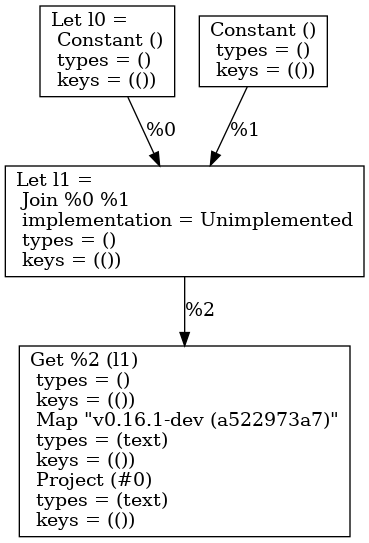 Let l0 =
Constant ()
types = ()
keys = (())
Constant ()
types = ()
keys = (())
%0
%1
Let l1 =
Join %0 %1
implementation = Unimplemented
types = ()
keys = (())
%2
Get %2 (l1)
types = ()
keys = (())
Map "v0.16.1-dev (a522973a7)"
types = (text)
keys = (())
Project (#0)
types = (text)
keys = (())